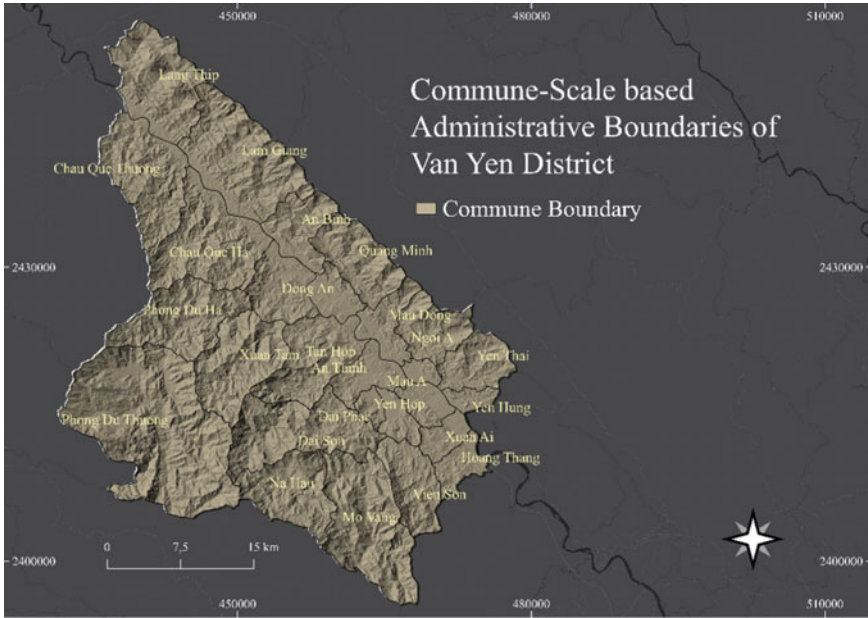 450000
480000
510000
Commune-Scale based
Administrative Boundaries of
Van Yen District
Commune Boundary
Lang Thip
Lam Giang
Chau Que Thuong
An Binh
Quang Minh
Chau Que Ha
2430000
2430000
Dong An
Phong Du Ha
Mau Dong
Ngoi A
Xuan Tam
Tan Hop
Yen Thai
An Thinh
Mau A
Yen Hop
Yen Hung
Phong Du Thuong
Dai Phac
Dai Son
Xuan Ai
Hoang Thang
Na Hau
Vien Son
Mo Vang
0
7,5
15 km
2400000
2400000
450000
480000
510000